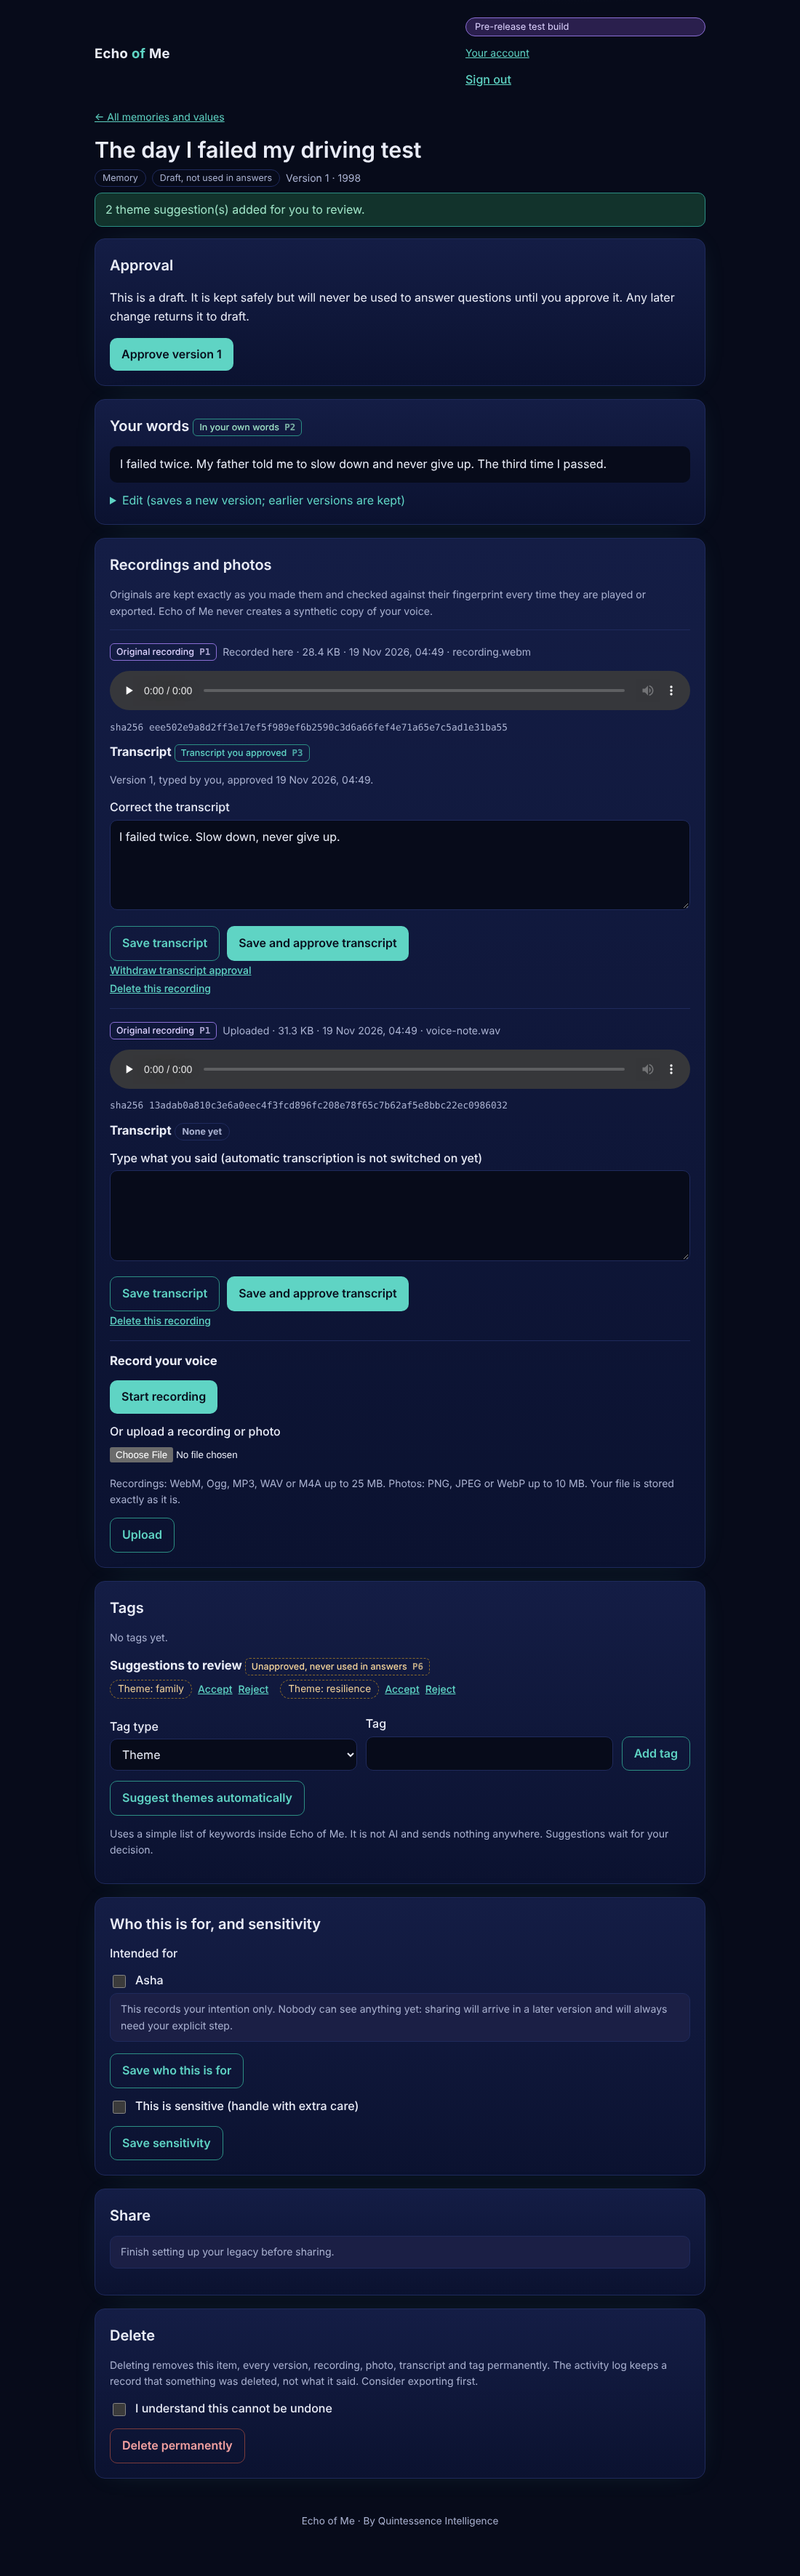 Pre-release test build
Echo of Me
Your account
Sign out
← All memories and values
The day I failed my driving test
Memory Draft, not used in answers Version 1 · 1998
2 theme suggestion(s) added for you to review.
Approval
This is a draft. It is kept safely but will never be used to answer questions until you approve it. Any later
change returns it to draft.
Approve version 1
Your words In your own words P2
I failed twice. My father told me to slow down and never give up. The third time I passed.
Edit (saves a new version; earlier versions are kept)
Recordings and photos
Originals are kept exactly as you made them and checked against their fingerprint every time they are played or
exported. Echo of Me never creates a synthetic copy of your voice.
Original recording P1 Recorded here · 28.4 KB · 19 Nov 2026, 04:49 · recording.webm
0:00 / 0:00
sha256 eee502e9a8d2ff3e17ef5f989ef6b2590c3d6a66fef4e71a65e7c5ad1e31ba55
Transcript Transcript you approved P3
Version 1, typed by you, approved 19 Nov 2026, 04:49.
Correct the transcript
I failed twice. Slow down, never give up.
Save transcript Save and approve transcript
Withdraw transcript approval
Delete this recording
Original recording P1 Uploaded · 31.3 KB · 19 Nov 2026, 04:49 · voice-note.wav
0:00 / 0:00
sha256 13adab0a810c3e6a0eec4f3fcd896fc208e78f65c7b62af5e8bbc22ec0986032
Transcript None yet
Type what you said (automatic transcription is not switched on yet)
Save transcript Save and approve transcript
Delete this recording
Record your voice
Start recording
Or upload a recording or photo
Choose File No file chosen
Recordings: WebM, Ogg, MP3, WAV or M4A up to 25 MB. Photos: PNG, JPEG or WebP up to 10 MB. Your file is stored
exactly as it is.
Upload
Tags
No tags yet.
Suggestions to review Unapproved, never used in answers P6
Theme: family Accept Reject Theme: resilience Accept Reject
Tag type Tag
Theme Add tag
Suggest themes automatically
Uses a simple list of keywords inside Echo of Me. It is not AI and sends nothing anywhere. Suggestions wait for your
decision.
Who this is for, and sensitivity
Intended for
Asha
This records your intention only. Nobody can see anything yet: sharing will arrive in a later version and will always
need your explicit step.
Save who this is for
This is sensitive (handle with extra care)
Save sensitivity
Share
Finish setting up your legacy before sharing.
Delete
Deleting removes this item, every version, recording, photo, transcript and tag permanently. The activity log keeps a
record that something was deleted, not what it said. Consider exporting first.
I understand this cannot be undone
Delete permanently
Echo of Me · By Quintessence Intelligence